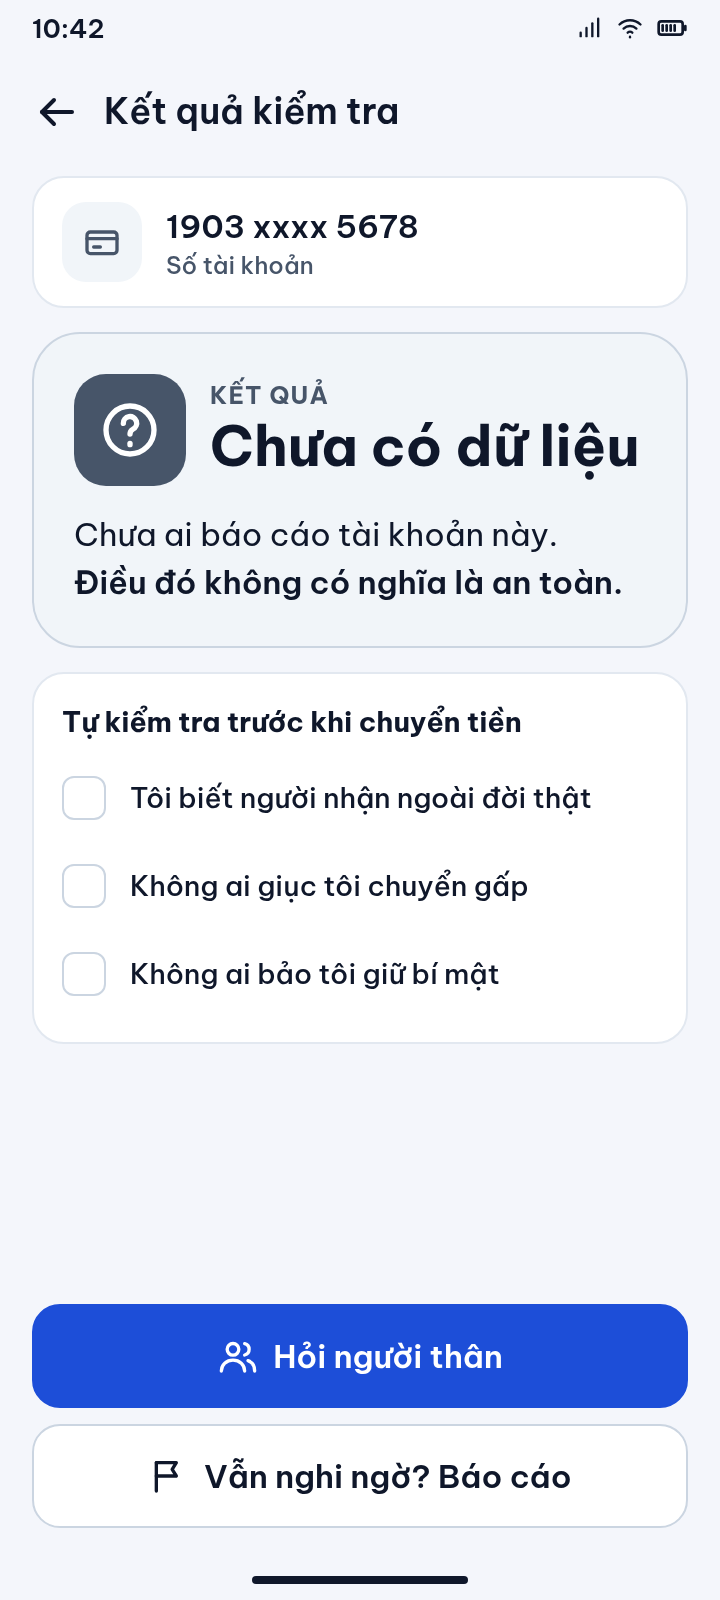 10:42
Kết quả kiểm tra
1903 xxxx 5678
Số tài khoản
KẾT QUẢ
Chưa có dữ liệu
Chưa ai báo cáo tài khoản này.
Điều đó không có nghĩa là an toàn.
Tự kiểm tra trước khi chuyển tiền
Tôi biết người nhận ngoài đời thật
Không ai giục tôi chuyển gấp
Không ai bảo tôi giữ bí mật
Hỏi người thân
Vẫn nghi ngờ? Báo cáo